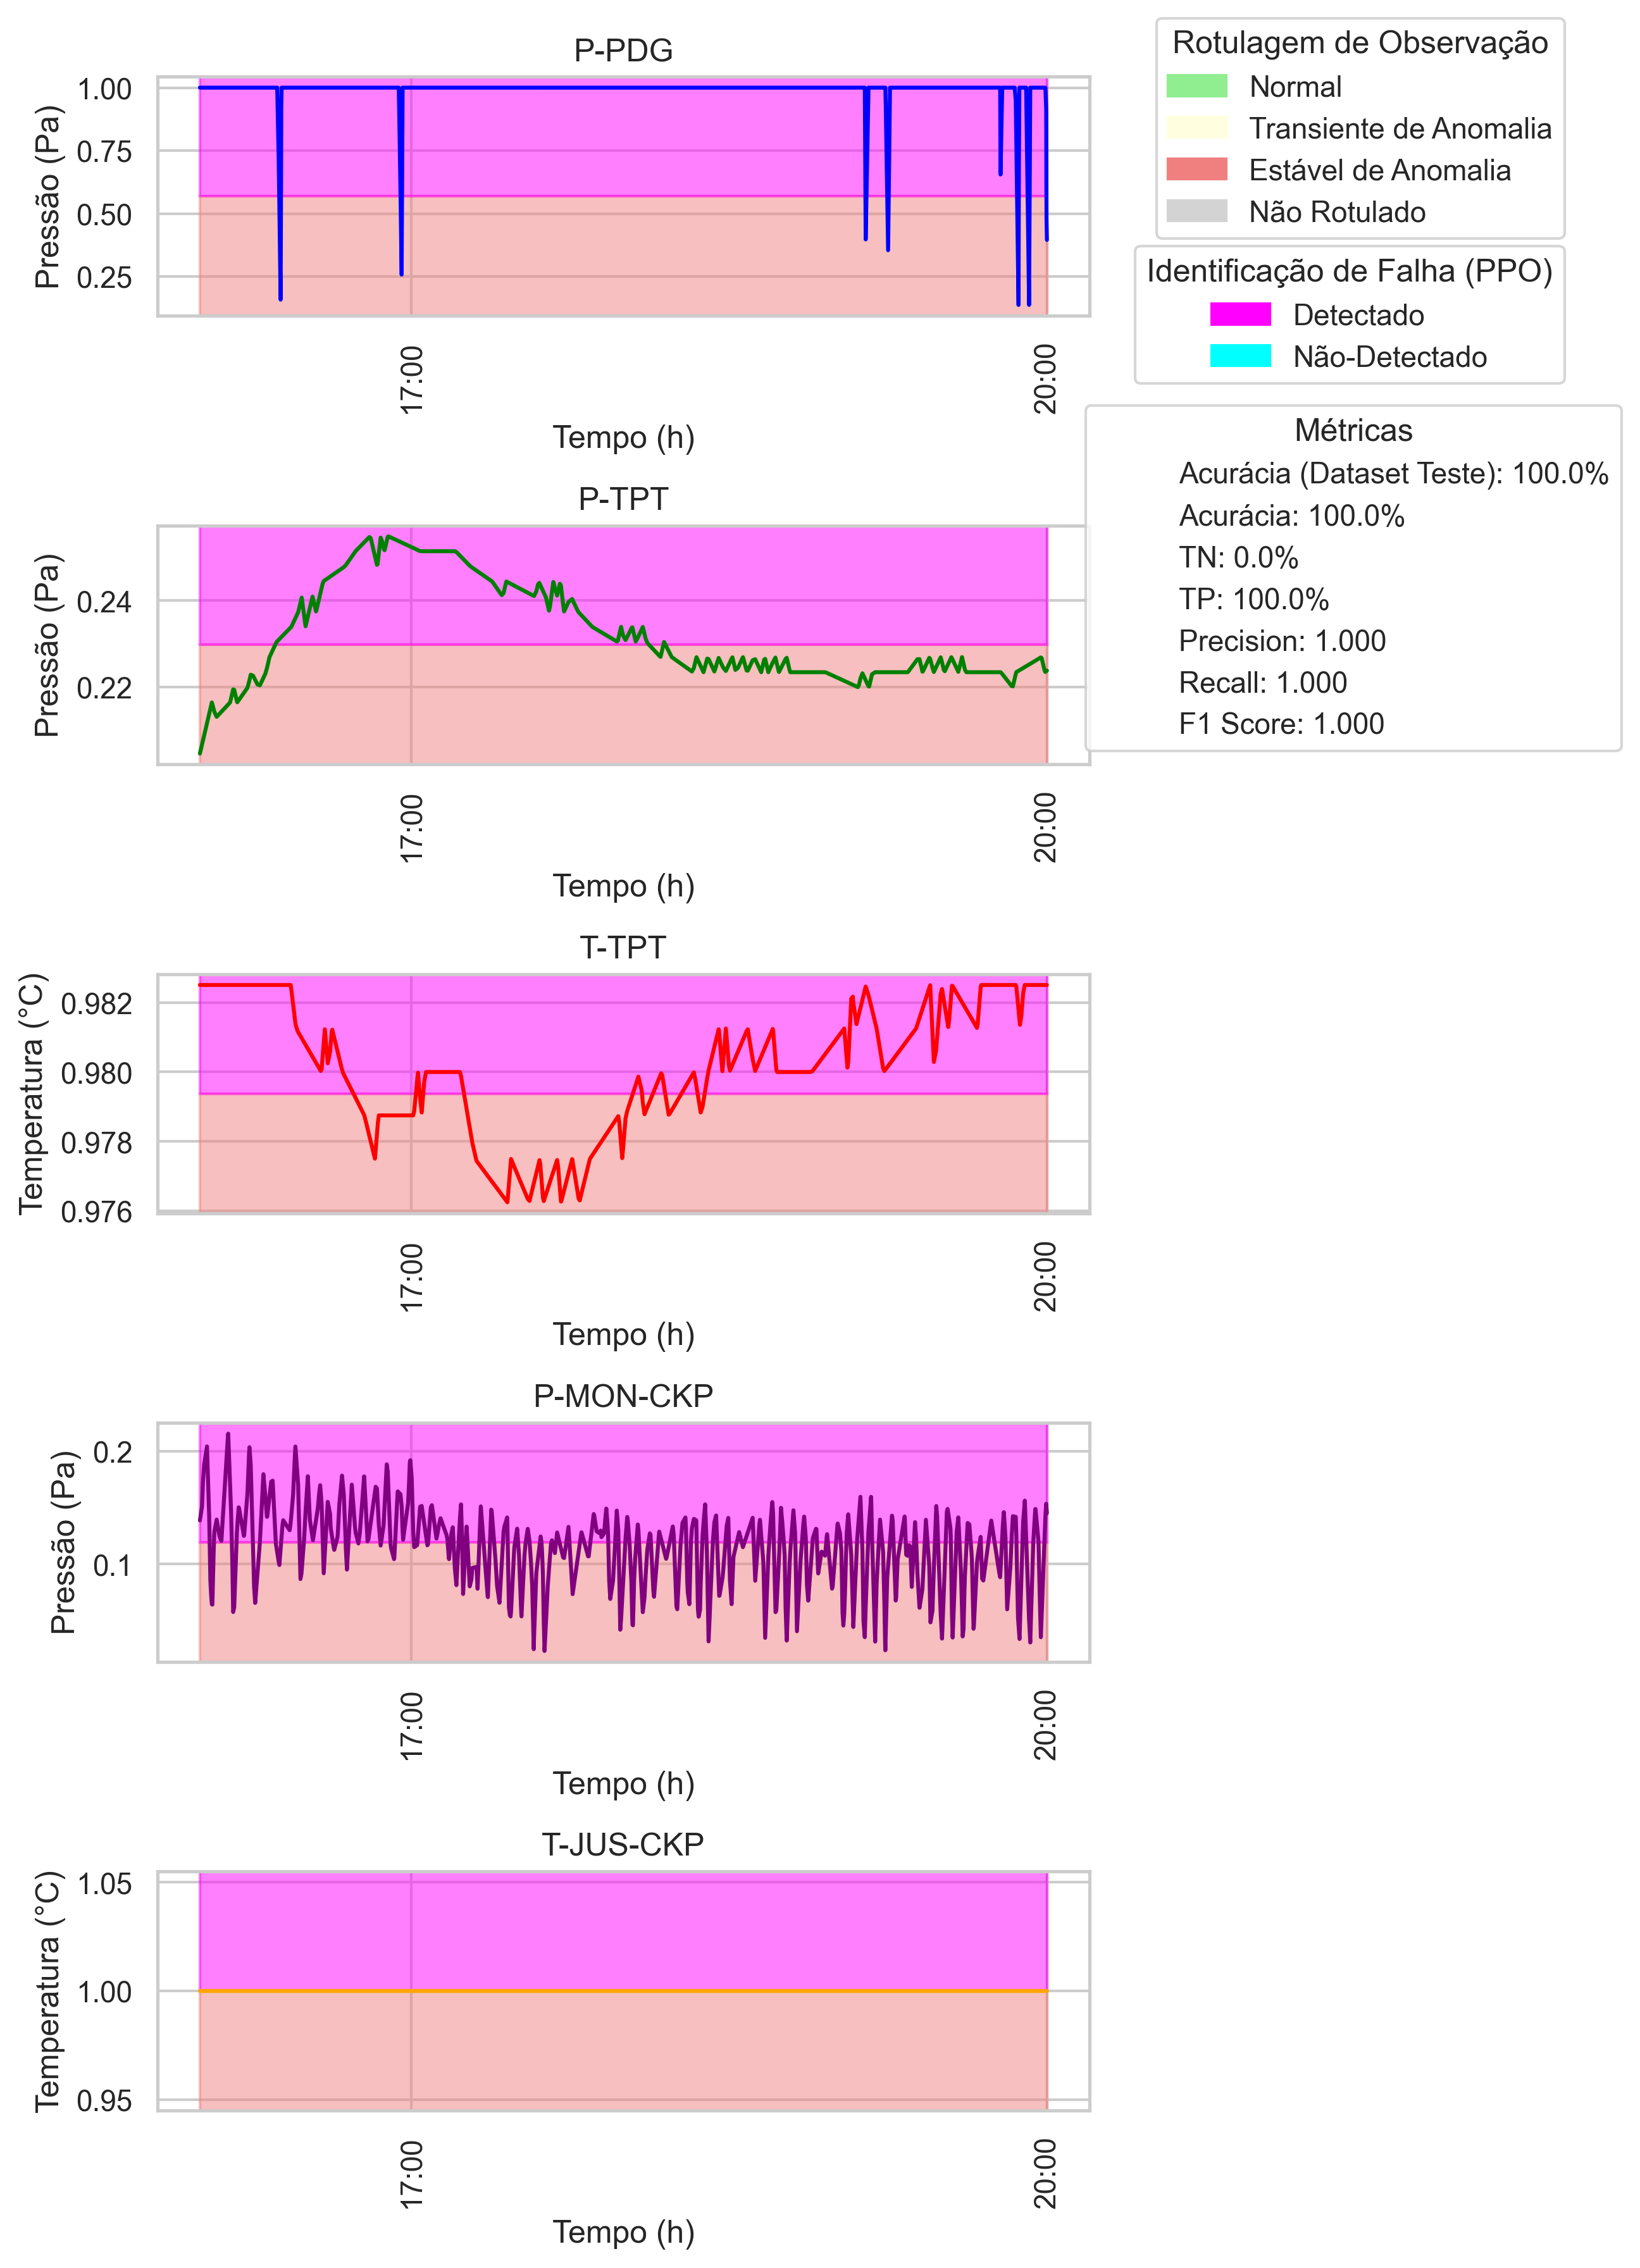 P-PDG
Pressão (Pa)
1.00
0.75
0.50
0.25
17:00
20:00
Tempo (h)
Rotulagem de Observação
Normal
Transiente de Anomalia
Estável de Anomalia
Não Rotulado
Identificação de Falha (PPO)
Detectado
Não-Detectado
Métricas
Acurácia (Dataset Teste): 100.0%
Acurácia: 100.0%
TN: 0.0%
TP: 100.0%
Precision: 1.000
Recall: 1.000
F1 Score: 1.000
P-TPT
Pressão (Pa)
0.24
0.22
17:00
20:00
Tempo (h)
T-TPT
Temperatura (°C)
0.982
0.980
0.978
0.976
17:00
20:00
Tempo (h)
P-MON-CKP
Pressão (Pa)
0.2
0.1
17:00
20:00
Tempo (h)
T-JUS-CKP
Temperatura (°C)
1.05
1.00
0.95
17:00
20:00
Tempo (h)